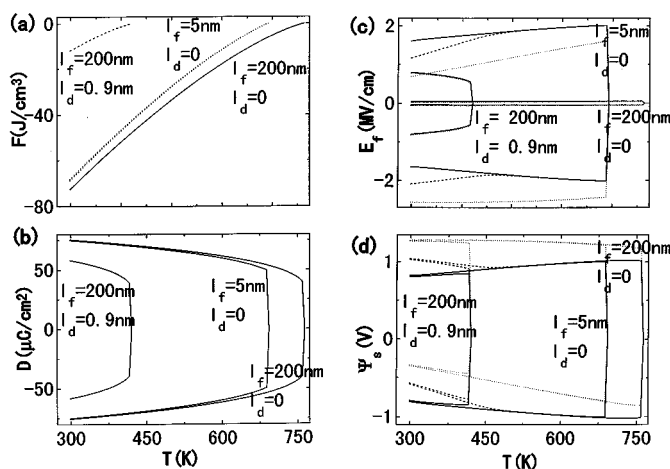 (a)
0
l_f=5nm
l_f=200nm
l_d=0
l_d=0.9nm
l_f=200nm
l_d=0
-40
-80
F(J/cm³)
(b)
50
0
-50
D(μC/cm²)
l_f=200nm
l_d=0.9nm
l_f=5nm
l_d=0
l_f=200nm
l_d=0
300 450 600 750
T(K)
(c)
2
0
-2
E_f(MV/cm)
l_f=5nm
l_d=0
l_f= 200nm
l_d= 0.9nm
l_f=200nm
l_d=0
(d)
1
0
-1
Ψ_s(V)
l_f=200nm
l_d=0
l_f=200nm
l_d=0.9nm
l_f=5nm
l_d=0
300 450 600 750
T(K)